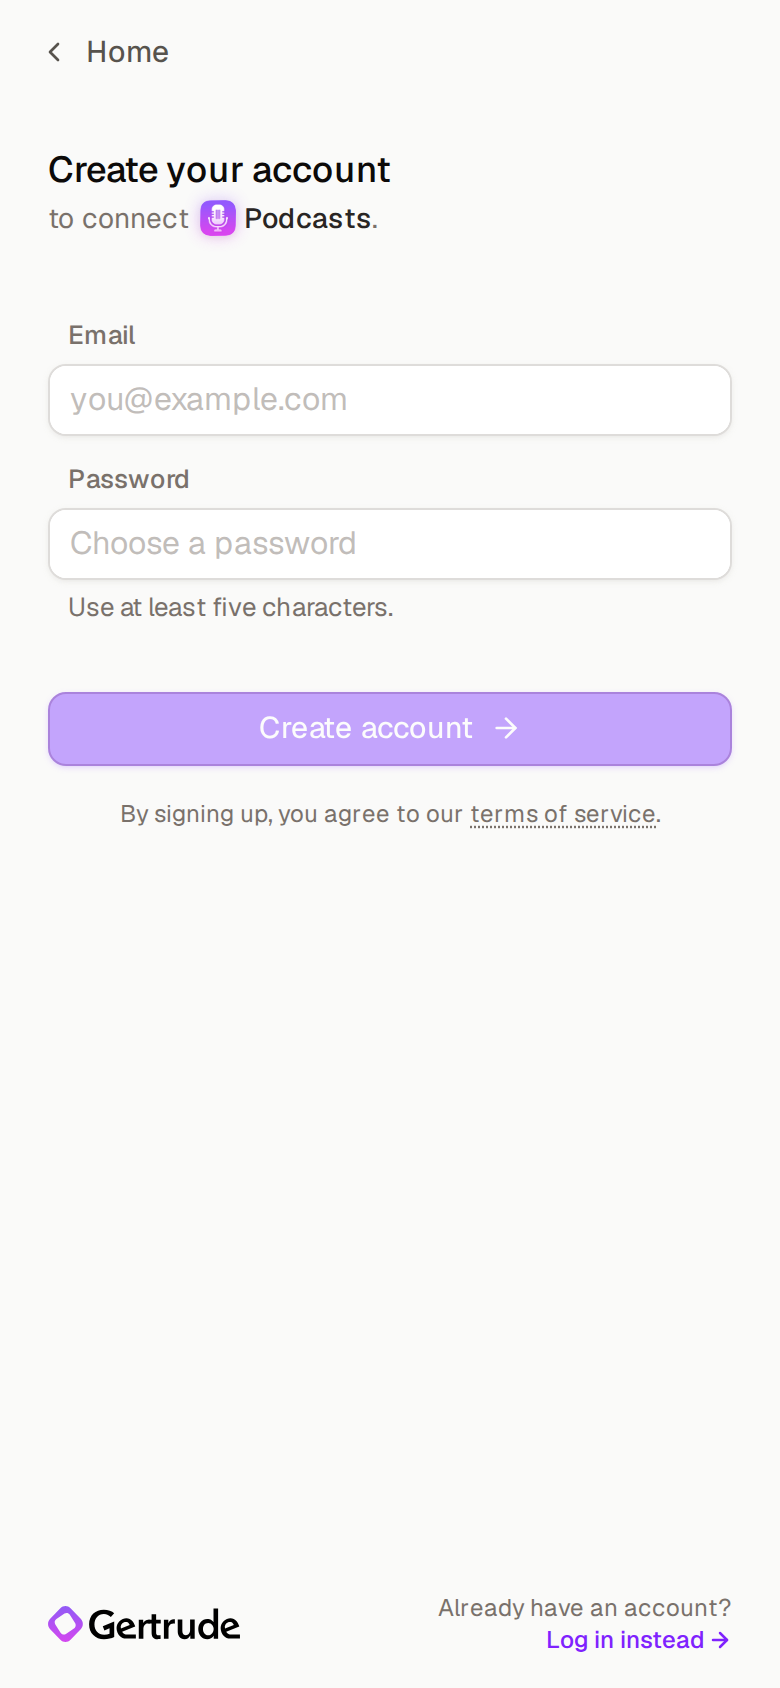 Home
Create your account
to connect Podcasts.
Email
you@example.com
Password
Choose a password
Use at least five characters.
Create account →
By signing up, you agree to our terms of service.
Gertrude
Already have an account?
Log in instead →